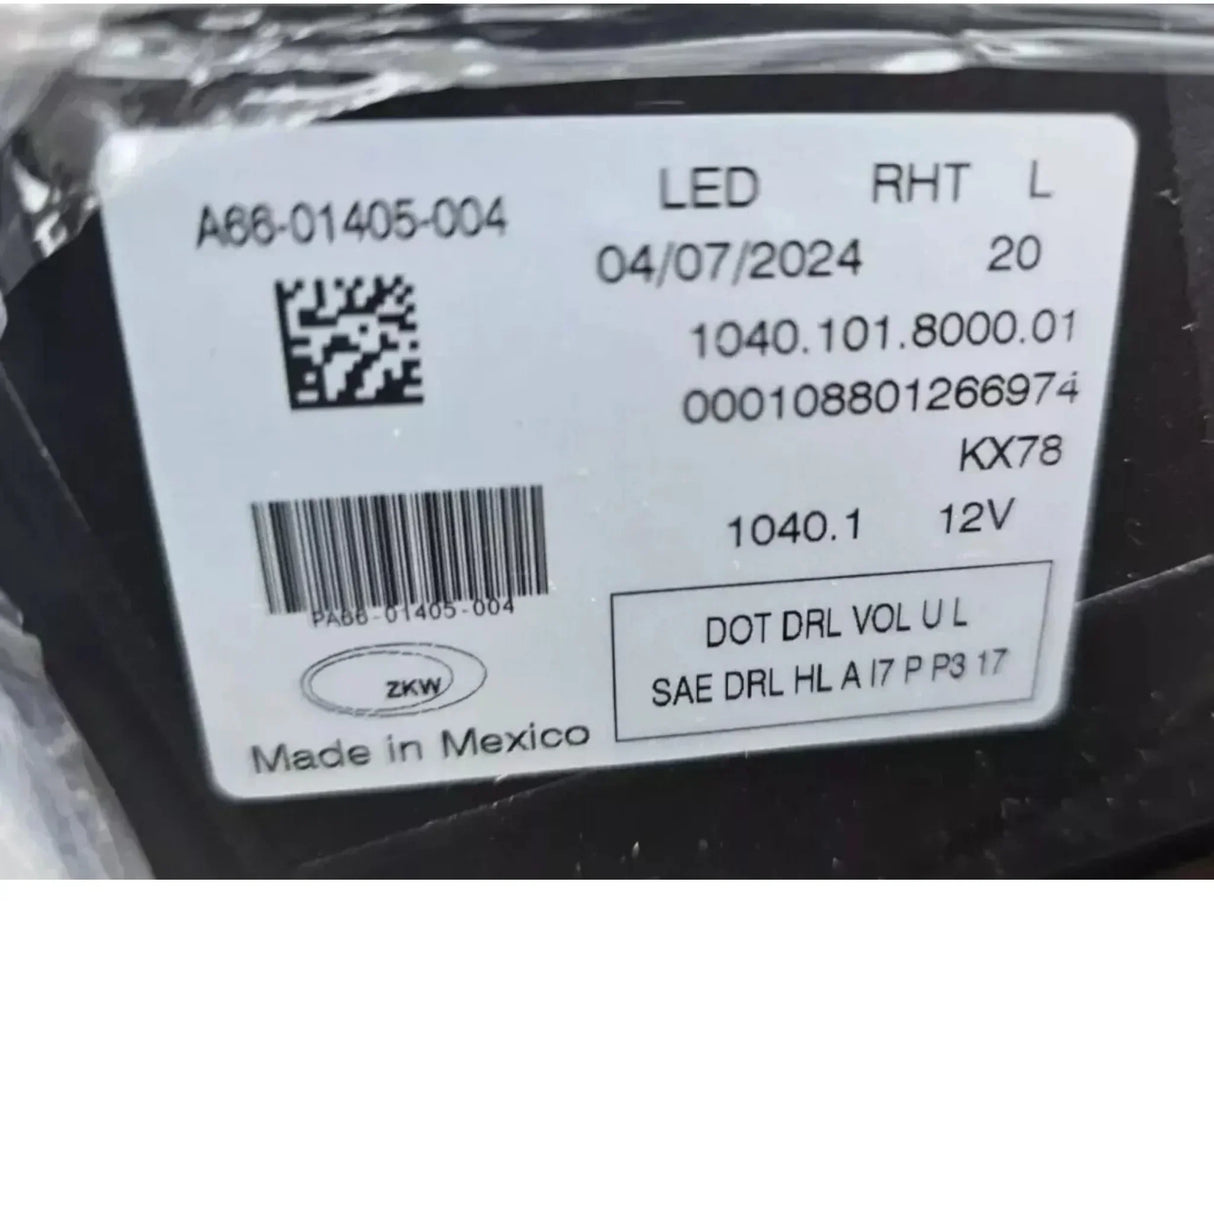 A66-01405-004
LED RHT L
04/07/2024 20
1040.101.8000.01
000108801266974
KX78
1040.1 12V
PA66-01405-004
ZKW
Made in Mexico
DOT DRL VOL U L
SAE DRL HL A I7 P P3 17